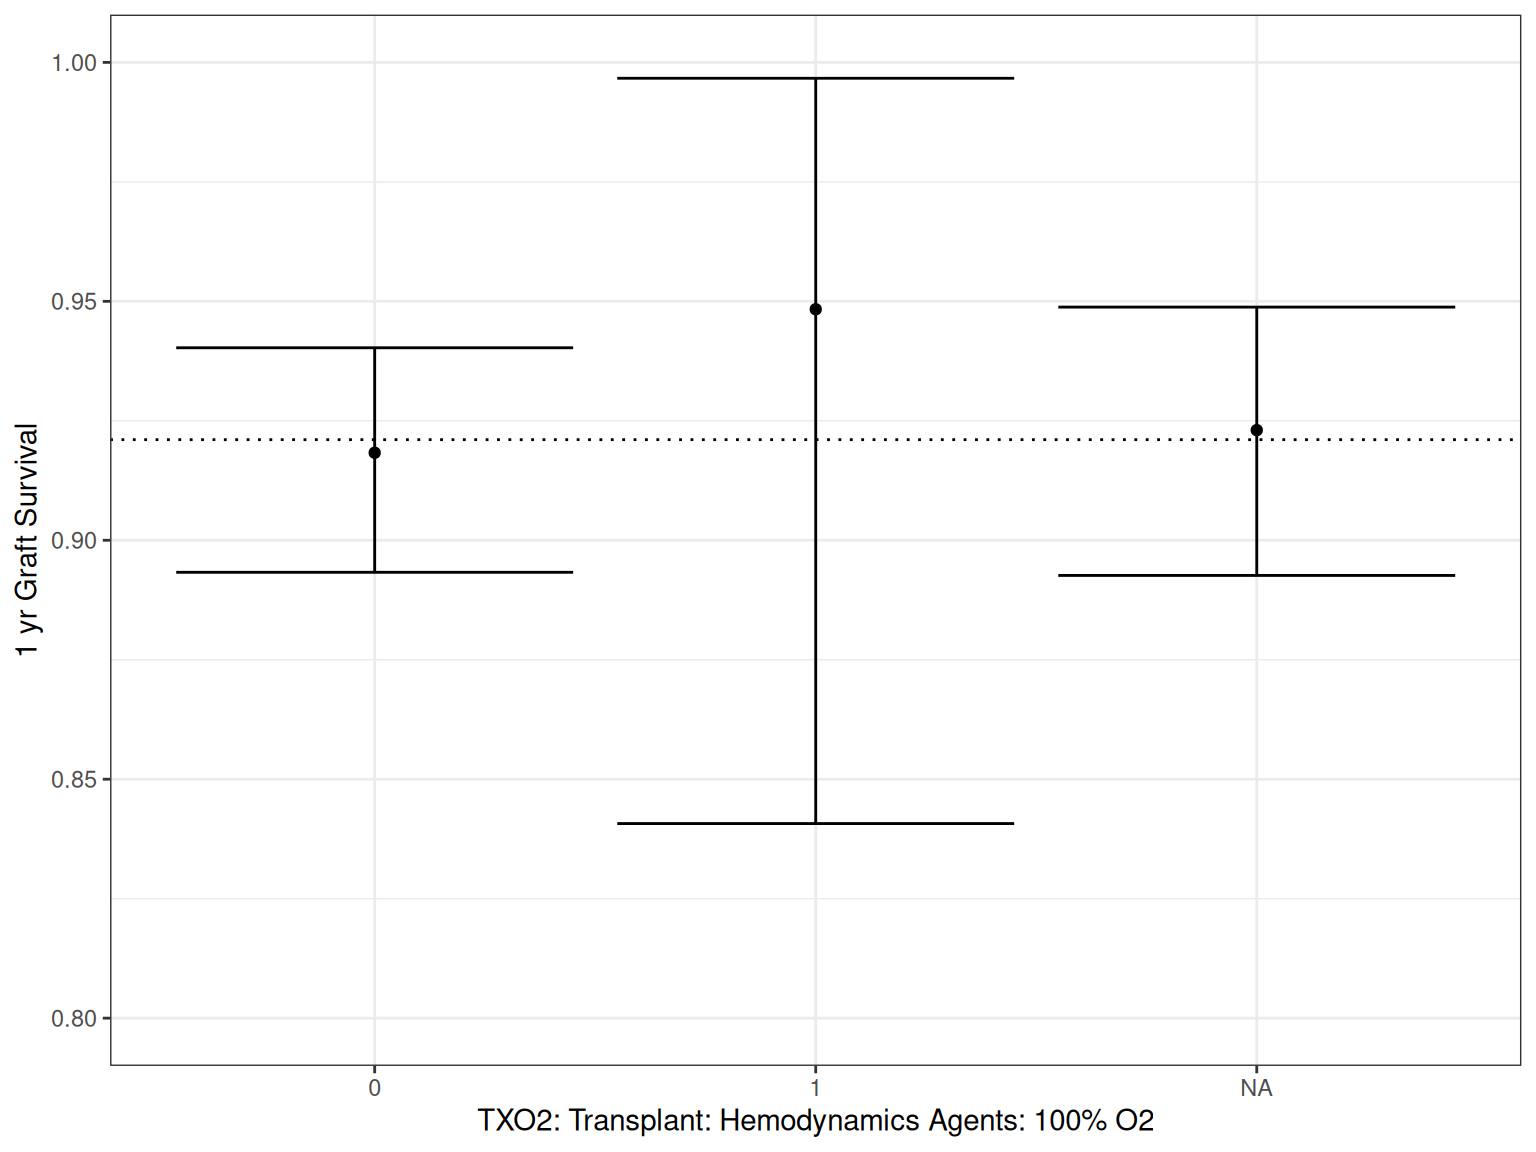 1 yr Graft Survival
1.00
0.95
0.90
0.85
0.80
0
1
NA
TXO2: Transplant: Hemodynamics Agents: 100% O2